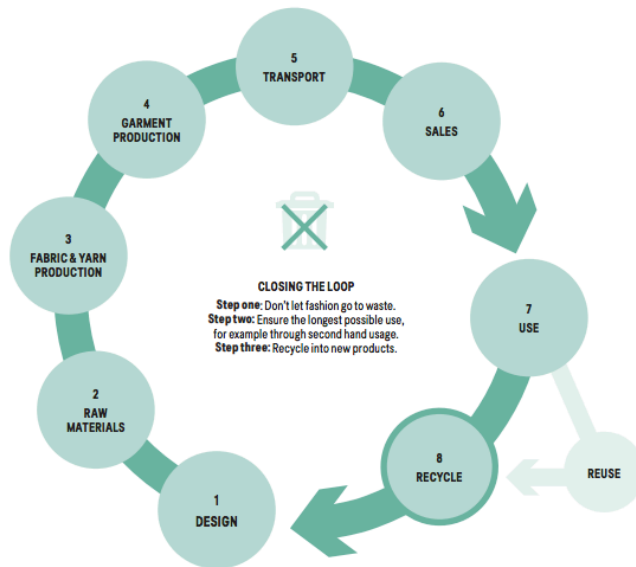 5
TRANSPORT
4
GARMENT
PRODUCTION
6
SALES
3
FABRIC & YARN
PRODUCTION
CLOSING THE LOOP
Step one: Don't let fashion go to waste.
Step two: Ensure the longest possible use,
for example through second hand usage.
Step three: Recycle into new products.
7
USE
2
RAW
MATERIALS
8
RECYCLE
REUSE
1
DESIGN